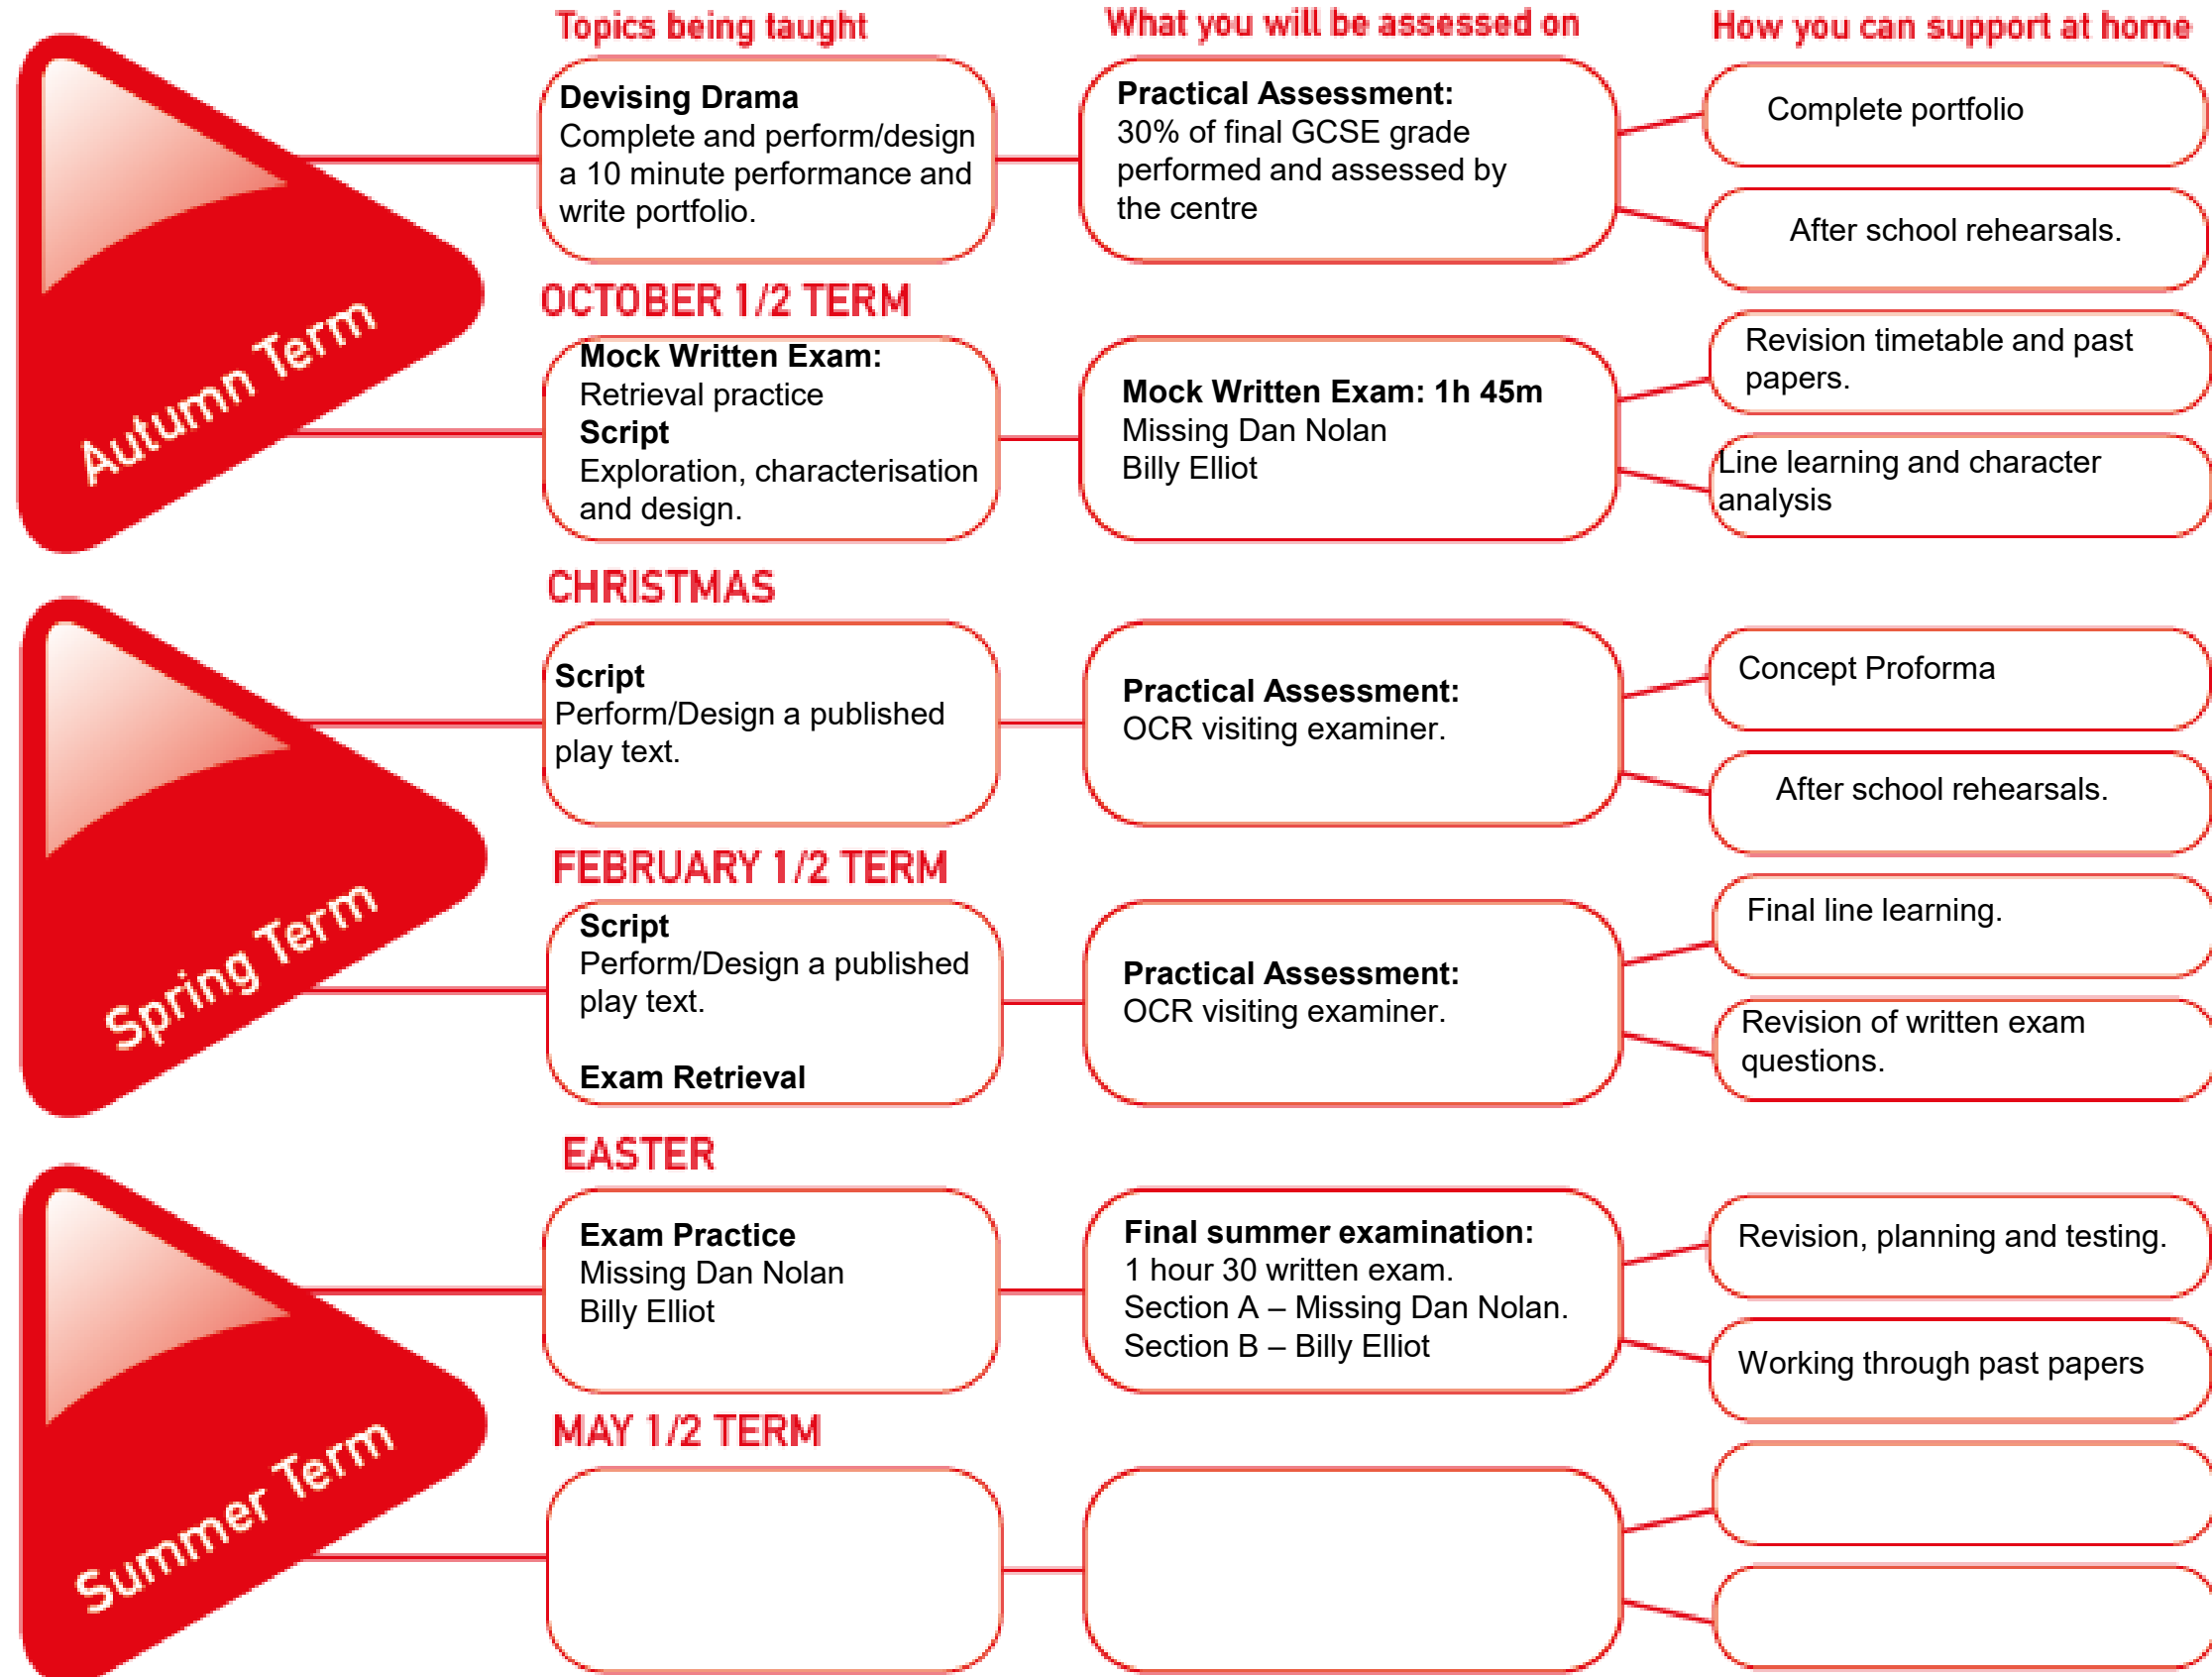 Topics being taught
What you will be assessed on
How you can support at home
Autumn Term
Devising Drama
Complete and perform/design
a 10 minute performance and
write portfolio.
Practical Assessment:
30% of final GCSE grade
performed and assessed by
the centre
Complete portfolio
After school rehearsals.
OCTOBER 1/2 TERM
Mock Written Exam:
Retrieval practice
Script
Exploration, characterisation
and design.
Mock Written Exam: 1h 45m
Missing Dan Nolan
Billy Elliot
Revision timetable and past
papers.
Line learning and character
analysis
CHRISTMAS
Spring Term
Script
Perform/Design a published
play text.
Practical Assessment:
OCR visiting examiner.
Concept Proforma
After school rehearsals.
FEBRUARY 1/2 TERM
Script
Perform/Design a published
play text.
Exam Retrieval
Practical Assessment:
OCR visiting examiner.
Final line learning.
Revision of written exam
questions.
EASTER
Summer Term
Exam Practice
Missing Dan Nolan
Billy Elliot
Final summer examination:
1 hour 30 written exam.
Section A – Missing Dan Nolan.
Section B – Billy Elliot
Revision, planning and testing.
Working through past papers
MAY 1/2 TERM